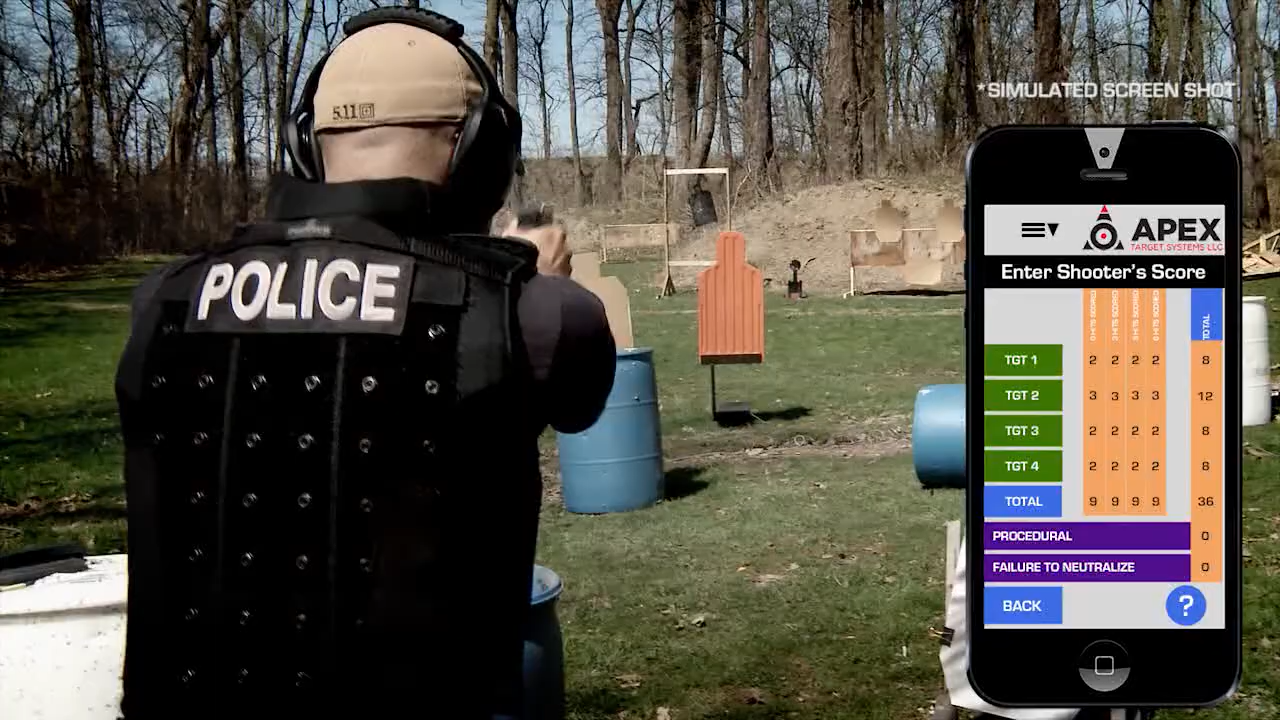 *SIMULATED SCREEN SHOT
5.11
POLICE
APEX
TARGET SYSTEMS LLC
Enter Shooter's Score
TOTAL
TGT 1 2 2 2 2 8
TGT 2 3 3 3 3 12
TGT 3 2 2 2 2 8
TGT 4 2 2 2 2 8
TOTAL 9 9 9 9 36
PROCEDURAL 0
FAILURE TO NEUTRALIZE 0
BACK ?